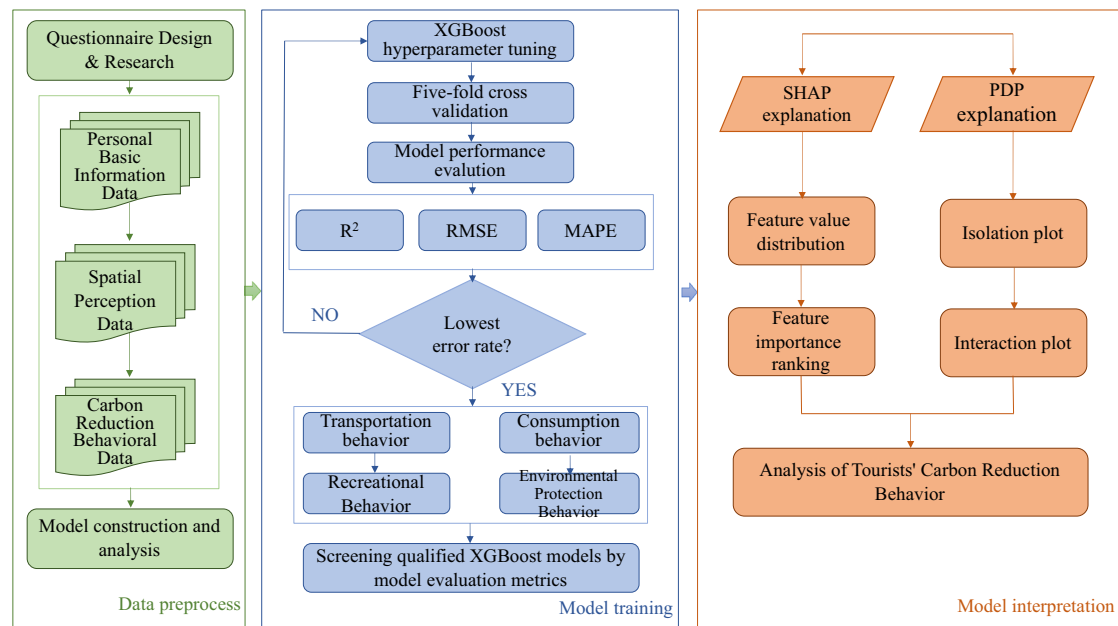 Questionnaire Design
& Research
Personal
Basic
Information
Data
Spatial
Perception
Data
Carbon
Reduction
Behavioral
Data
Model construction and
analysis
Data preprocess
XGBoost
hyperparameter tuning
Five-fold cross
validation
Model performance
evalution
R²
RMSE
MAPE
Lowest
error rate?
NO
YES
Transportation
behavior
Consumption
behavior
Recreational
Behavior
Environmental
Protection
Behavior
Screening qualified XGBoost models by
model evaluation metrics
Model training
SHAP
explanation
PDP
explanation
Feature value
distribution
Isolation plot
Feature
importance
ranking
Interaction plot
Analysis of Tourists' Carbon Reduction
Behavior
Model interpretation